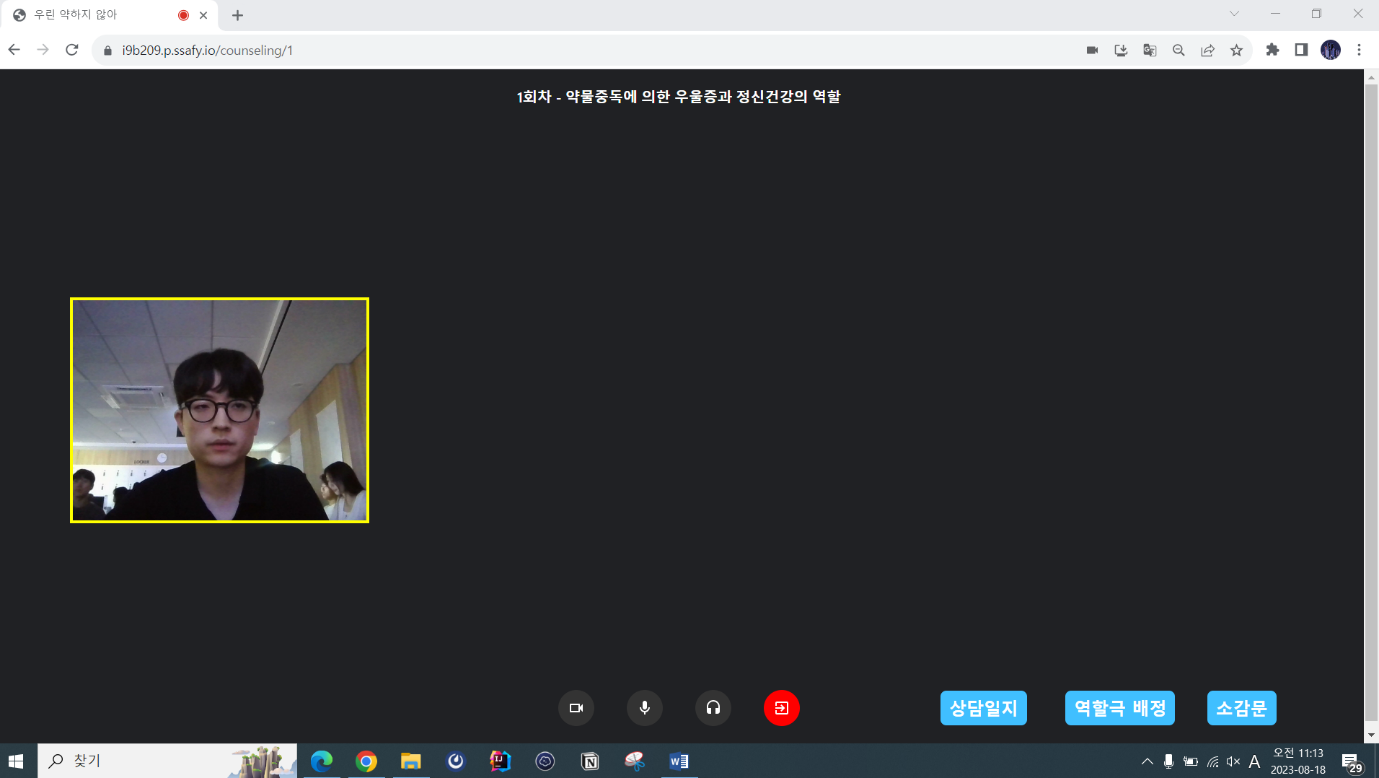 우린 약하지 않아
i9b209.p.ssafy.io/counseling/1
1회차 - 약물중독에 의한 우울증과 정신건강의 역할
상담일지
역할극 배정
소감문
찾기
A
오전 11:13
2023-08-18
29